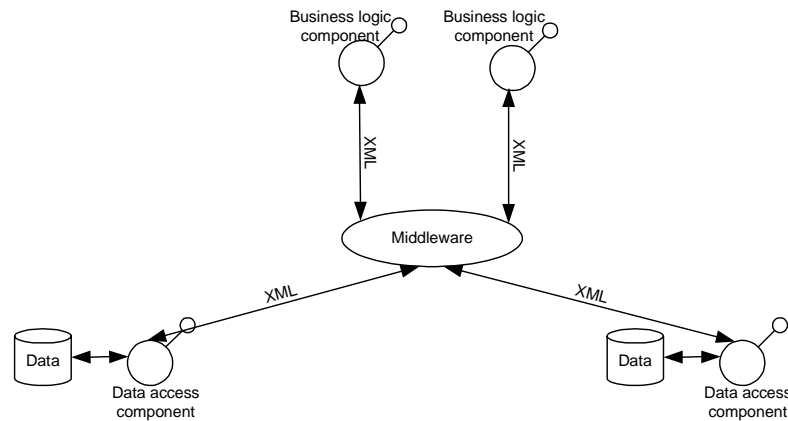 Business logic
component
Business logic
component
XML
XML
Middleware
XML
XML
Data
Data access
component
Data
Data access
component